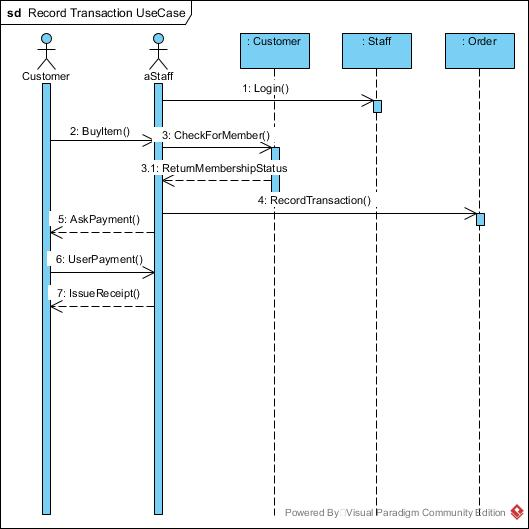 sd Record Transaction UseCase
: Customer
: Staff
: Order
Customer
aStaff
1: Login()
2: BuyItem()
3: CheckForMember()
3.1: ReturnMembershipStatus
4: RecordTransaction()
5: AskPayment()
6: UserPayment()
7: IssueReceipt()
Powered By Visual Paradigm Community Edition